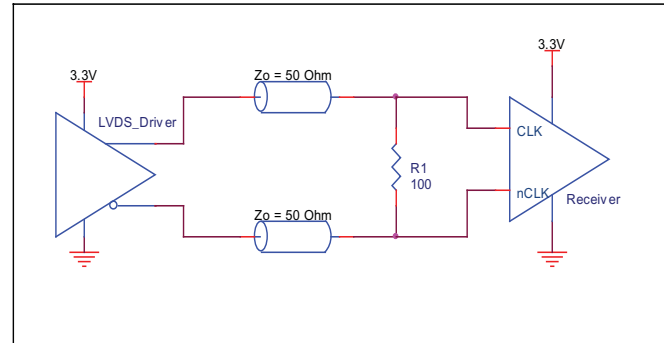 3.3V
LVDS_Driver
Zo = 50 Ohm
Zo = 50 Ohm
R1
100
3.3V
CLK
nCLK
Receiver